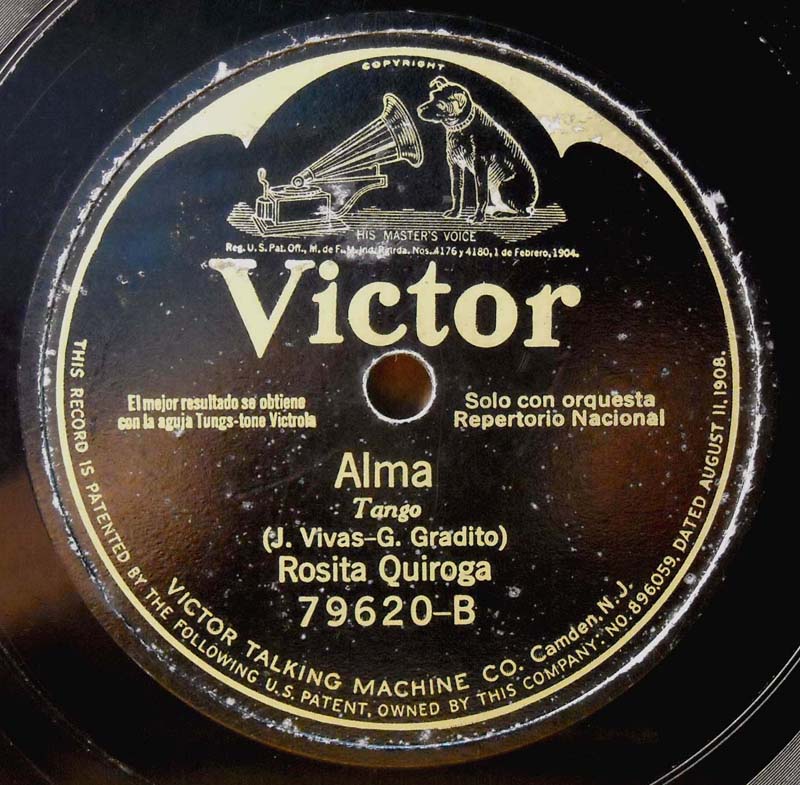 COPYRIGHT
HIS MASTER'S VOICE
Reg. U.S. Pat. Off., M. de F. M. Ind. Rgtrda. Nos. 4176 y 4180, 1 de Febrero, 1904.
Victor
El mejor resultado se obtiene
con la aguja Tungs-tone Victrola
Solo con orquesta
Repertorio Nacional
Alma
Tango
(J. Vivas–G. Gradito)
Rosita Quiroga
79620–B
VICTOR TALKING MACHINE CO. Camden, N. J.
THIS RECORD IS PATENTED BY THE FOLLOWING U.S. PATENT, OWNED BY THIS COMPANY: NO. 896,059, DATED AUGUST 11, 1908.